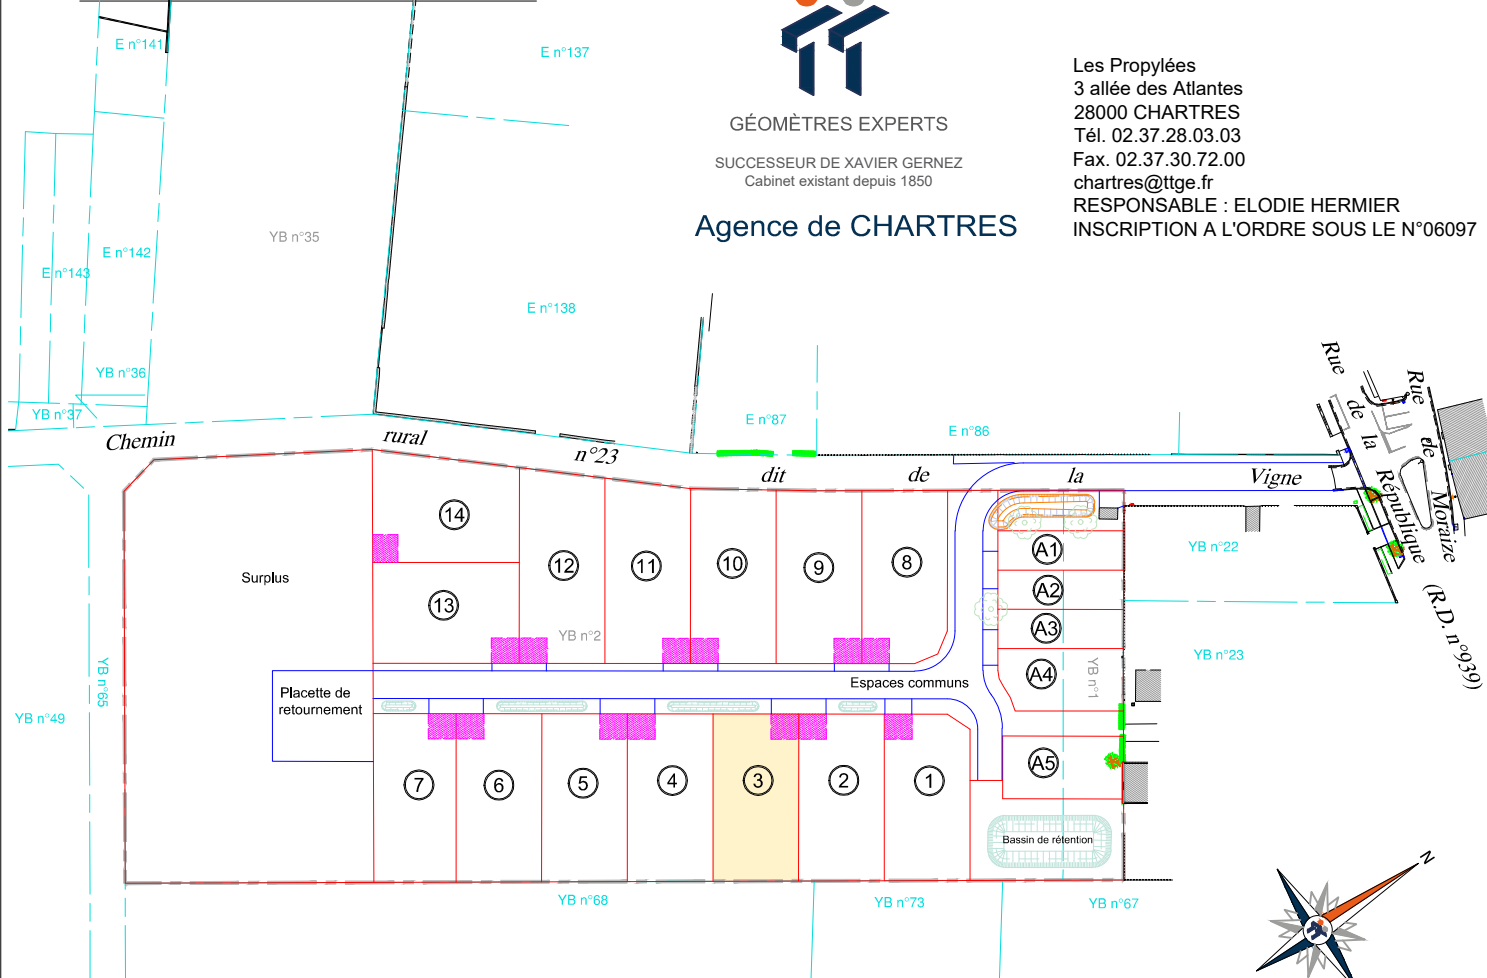 GÉOMÈTRES EXPERTS
SUCCESSEUR DE XAVIER GERNEZ
Cabinet existant depuis 1850
Agence de CHARTRES
Les Propylées
3 allée des Atlantes
28000 CHARTRES
Tél. 02.37.28.03.03
Fax. 02.37.30.72.00
chartres@ttge.fr
RESPONSABLE : ELODIE HERMIER
INSCRIPTION A L'ORDRE SOUS LE N°06097
E n°141
E n°137
YB n°35
E n°142
E n°143
E n°138
YB n°36
YB n°37
E n°87
E n°86
Chemin rural n°23 dit de la Vigne
Rue de la République
Rue de Moraize
(R.D. n°939)
14
13
12
11
10
9
8
A1
A2
A3
A4
A5
YB n°22
YB n°23
YB n°1
YB n°2
Surplus
Placette de
retournement
Espaces communs
YB n°65
YB n°49
7
6
5
4
3
2
1
Bassin de rétention
YB n°68
YB n°73
YB n°67
N